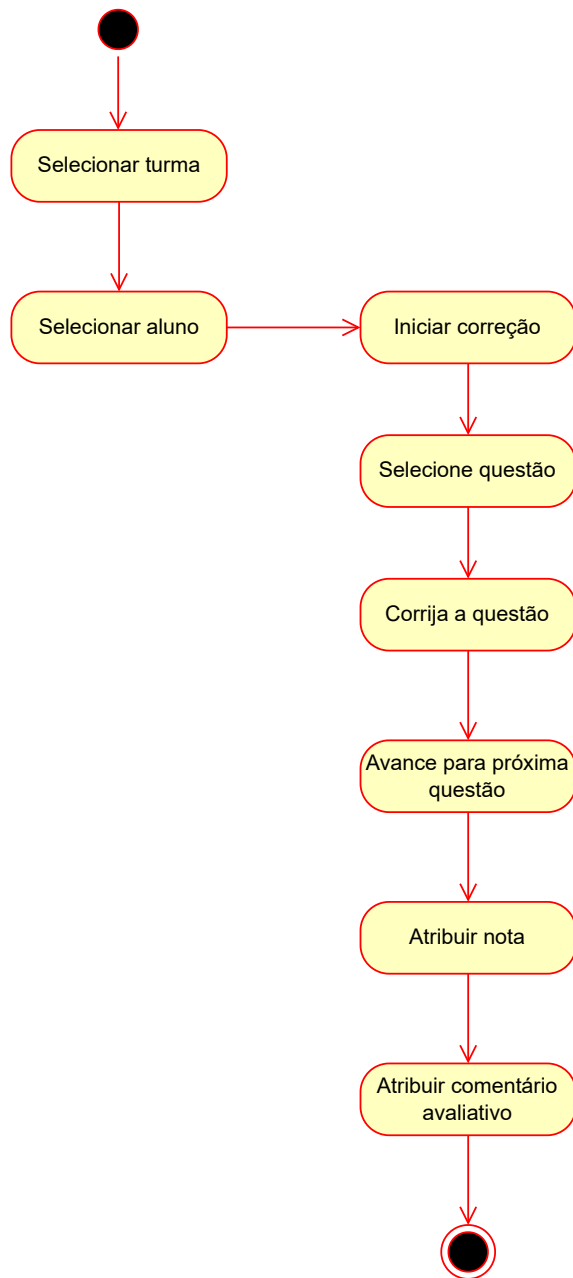 Selecionar turma
Selecionar aluno
Iniciar correção
Selecione questão
Corrija a questão
Avance para próxima
questão
Atribuir nota
Atribuir comentário
avaliativo